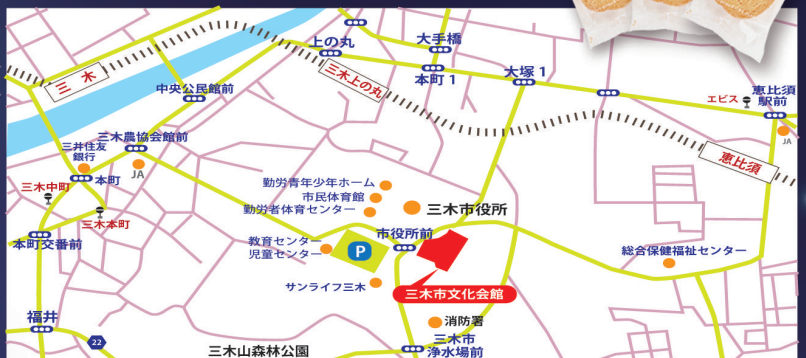 上の丸
大手橋
本町1
大塚1
三木
三木上の丸
中央公民館前
エビス
恵比須
駅前
JA
恵比須
三木農協会館前
三井住友
銀行
JA
本町
三木中町
三木本町
本町交番前
勤労青年少年ホーム
市民体育館
勤労者体育センター
三木市役所
教育センター
児童センター
P
市役所前
総合保健福祉センター
サンライフ三木
三木市文化会館
福井
22
消防署
三木市
浄水場前
三木山森林公園